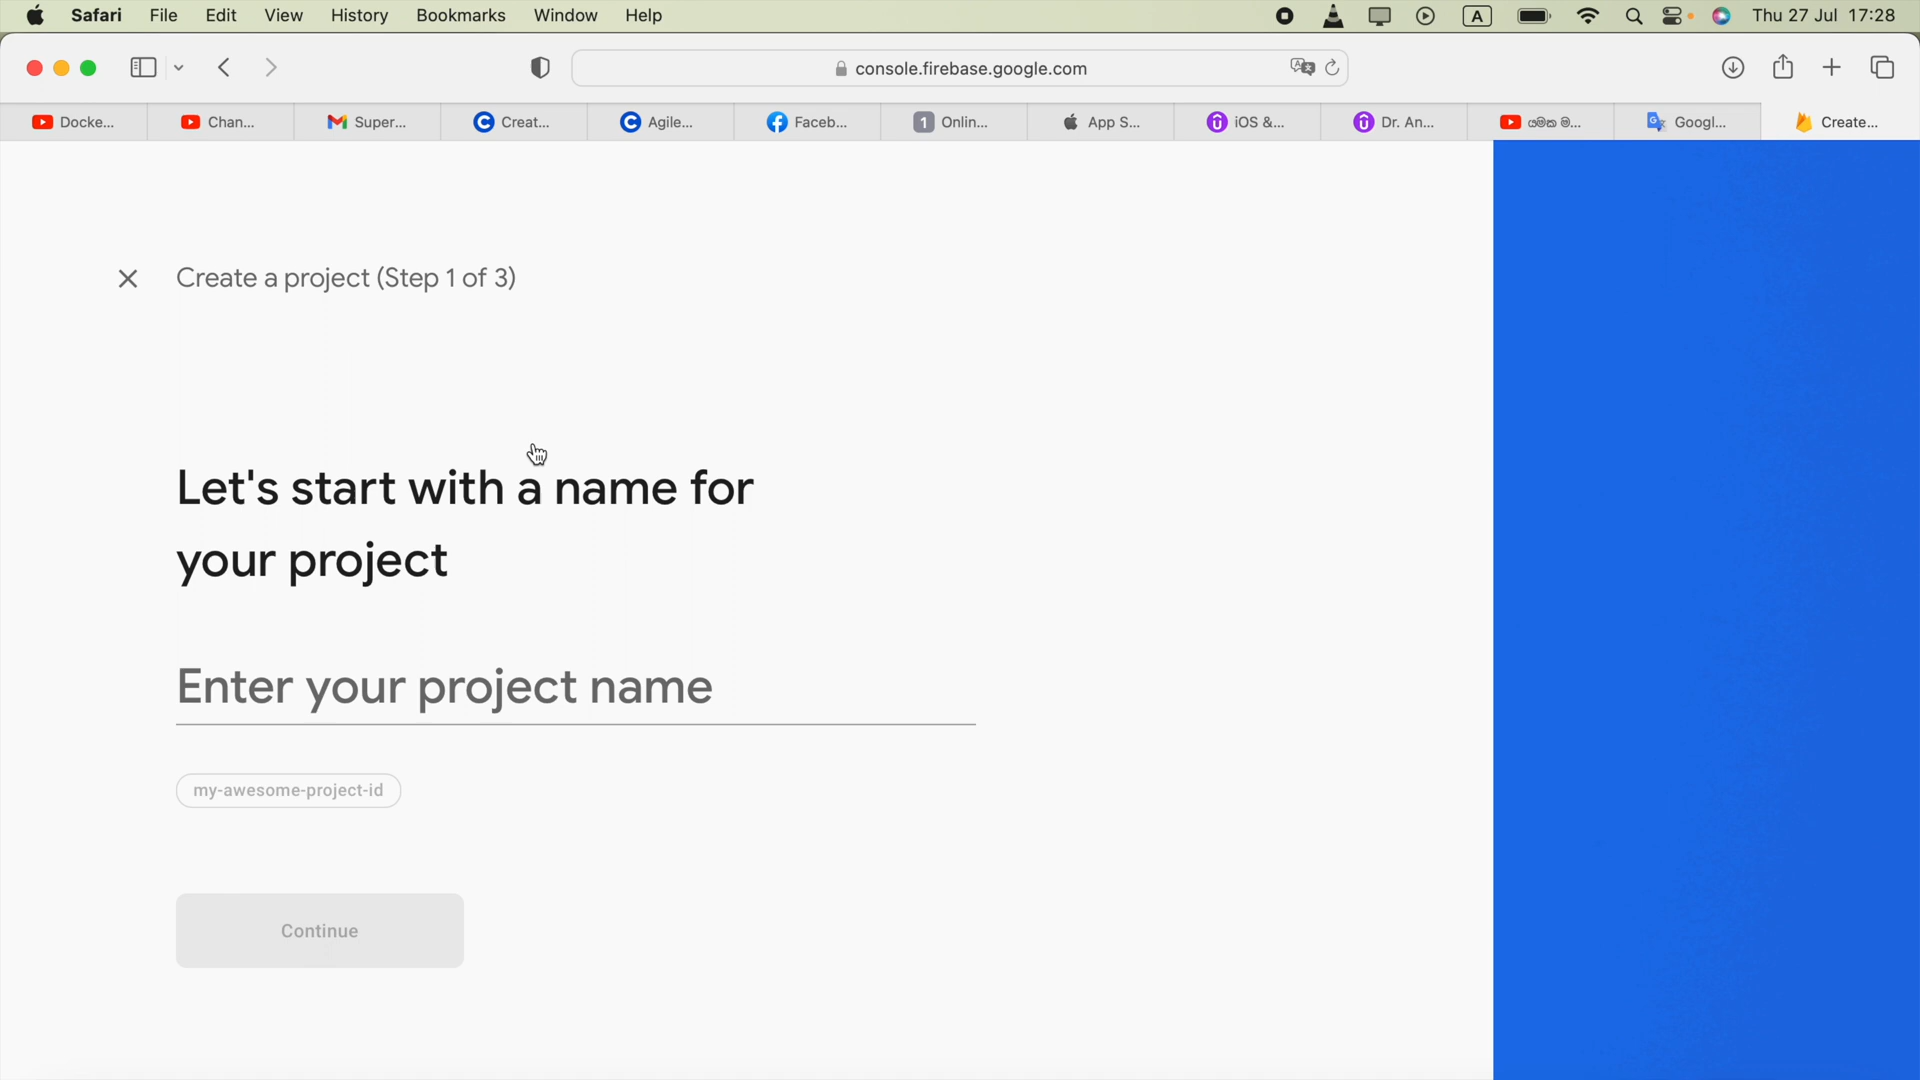 Safari File Edit View History Bookmarks Window Help A Thu 27 Jul 17:28
console.firebase.google.com
Docke... Chan... Super... Creat... Agile... Faceb... 1 Onlin... App S... iOS &... Dr. An... යමක ම... Googl... Create...
Create a project (Step 1 of 3)
Let's start with a name for
your project
Enter your project name
my-awesome-project-id
Continue